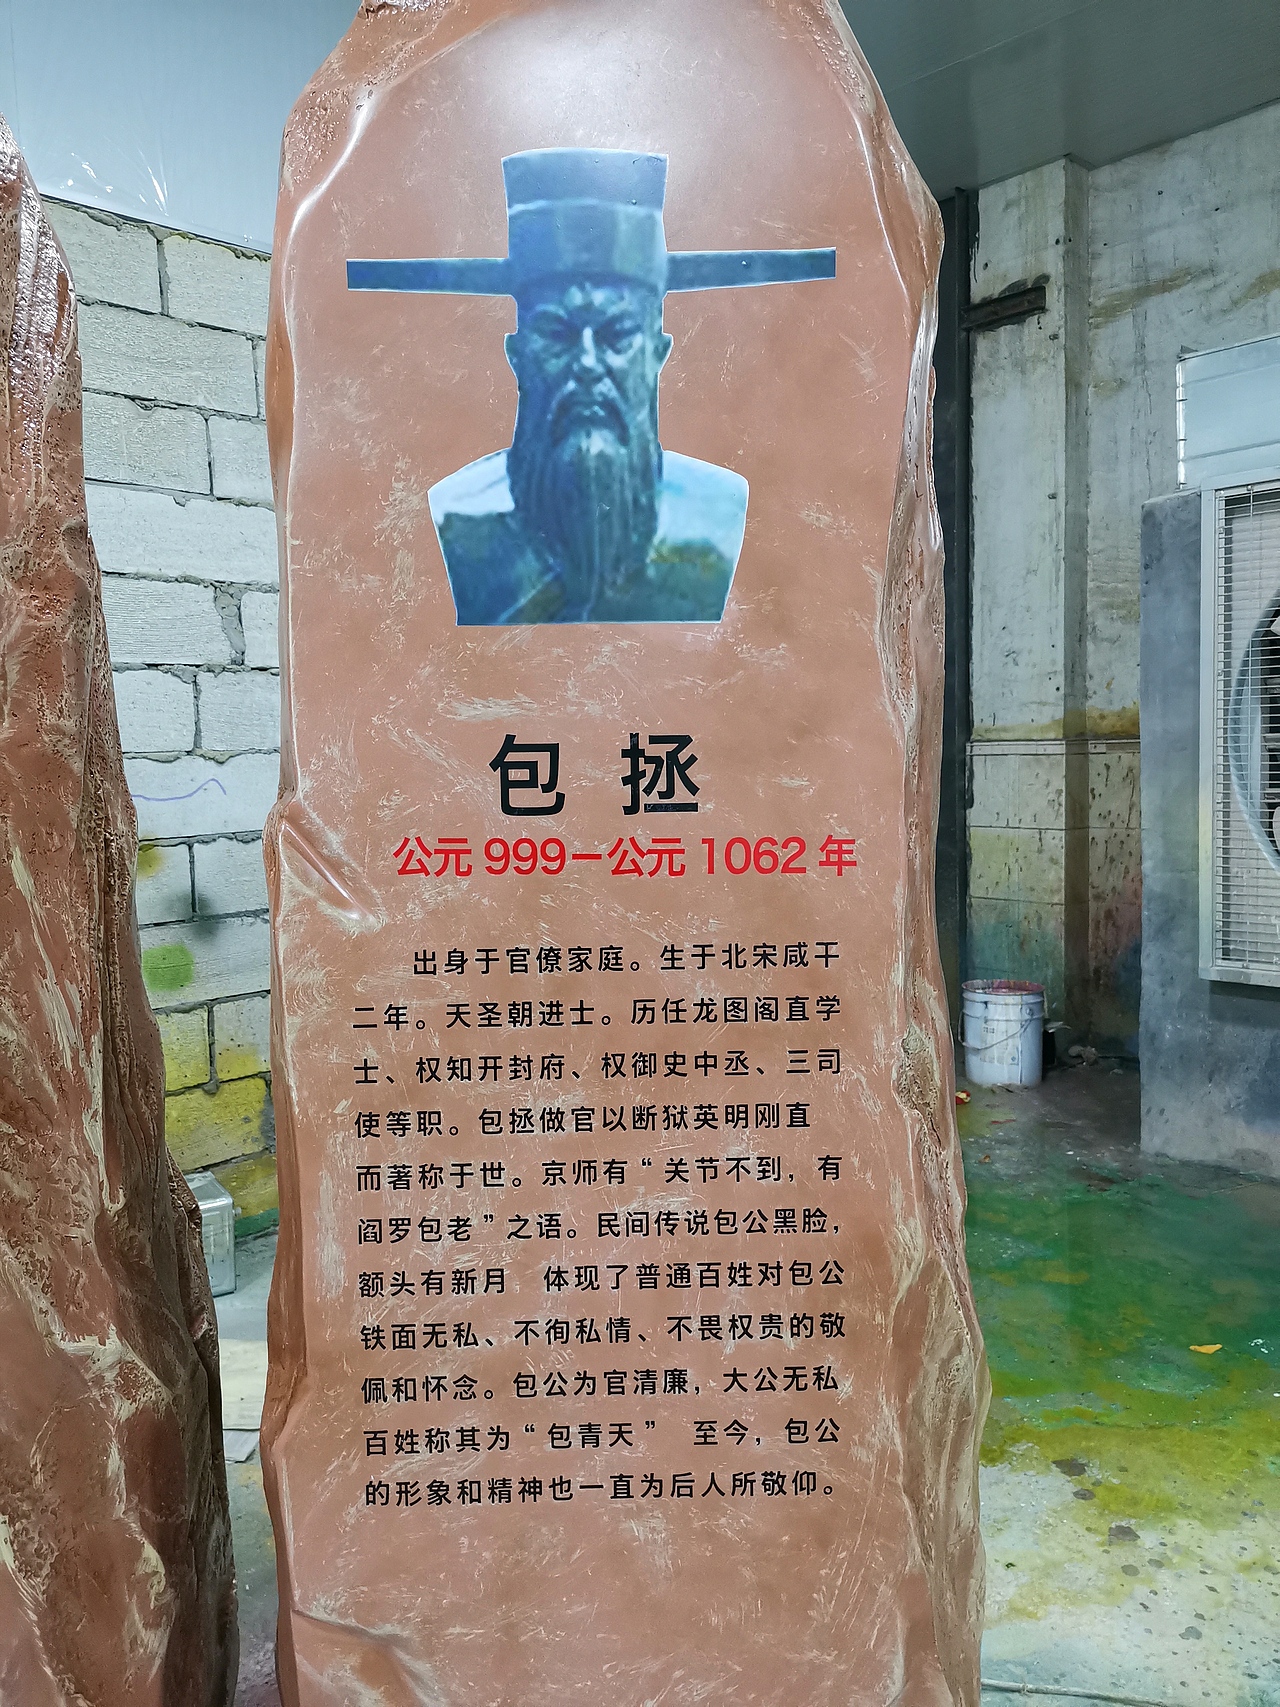 包 拯
公元 999－公元 1062 年
出身于官僚家庭。生于北宋咸干
二年。天圣朝进士。历任龙图阁直学
士、权知开封府、权御史中丞、三司
使等职。包拯做官以断狱英明刚直
而著称于世。京师有“关节不到，有
阎罗包老”之语。民间传说包公黑脸，
额头有新月 体现了普通百姓对包公
铁面无私、不徇私情、不畏权贵的敬
佩和怀念。包公为官清廉，大公无私
百姓称其为“包青天” 至今，包公
的形象和精神也一直为后人所敬仰。